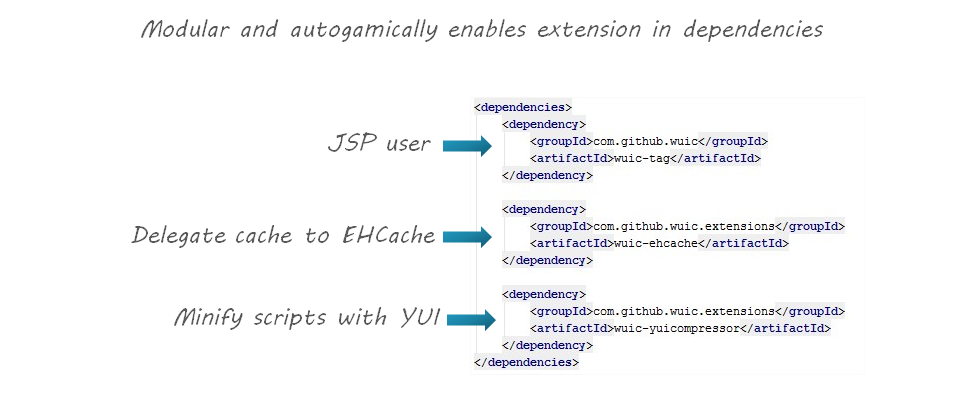 Modular and autogamically enables extension in dependencies
<dependencies>
<dependency>
JSP user
<groupId>com.github.wuic</groupId>
<artifactId>wuic-tag</artifactId>
</dependency>
<dependency>
Delegate cache to EHCache
<groupId>com.github.wuic.extensions</groupId>
<artifactId>wuic-ehcache</artifactId>
</dependency>
<dependency>
Minify scripts with YUI
<groupId>com.github.wuic.extensions</groupId>
<artifactId>wuic-yuicompressor</artifactId>
</dependency>
</dependencies>